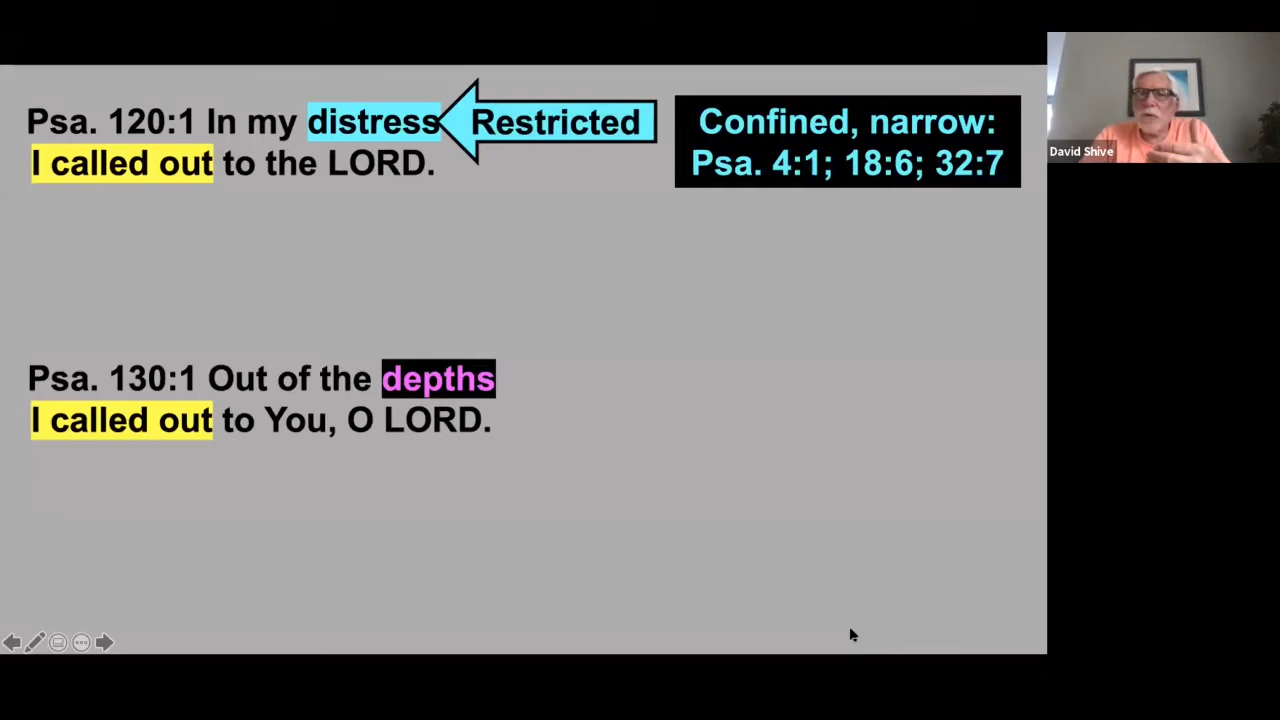 Psa. 120:1 In my distress Restricted
I called out to the LORD.
Confined, narrow:
Psa. 4:1; 18:6; 32:7
David Shive
Psa. 130:1 Out of the depths
I called out to You, O LORD.